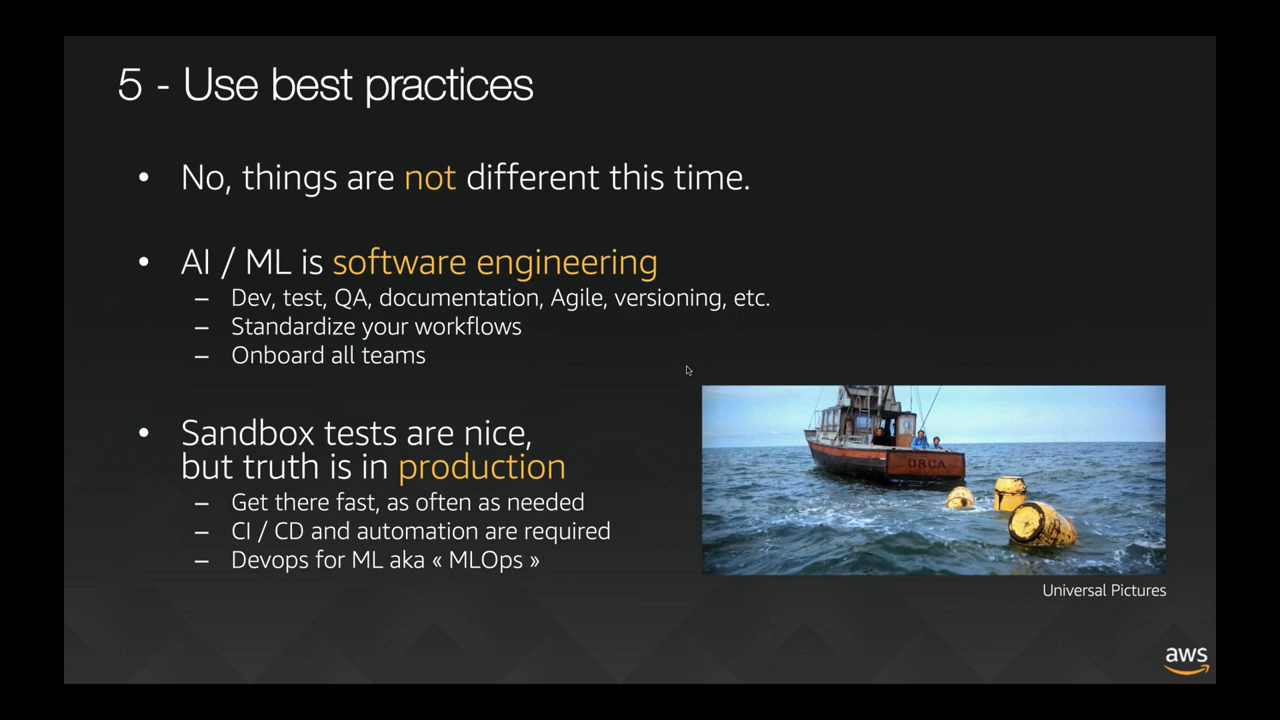 5 - Use best practices
• No, things are not different this time.
• AI / ML is software engineering
– Dev, test, QA, documentation, Agile, versioning, etc.
– Standardize your workflows
– Onboard all teams
• Sandbox tests are nice,
but truth is in production
– Get there fast, as often as needed
– CI / CD and automation are required
– Devops for ML aka « MLOps »
ORCA
Universal Pictures
aws